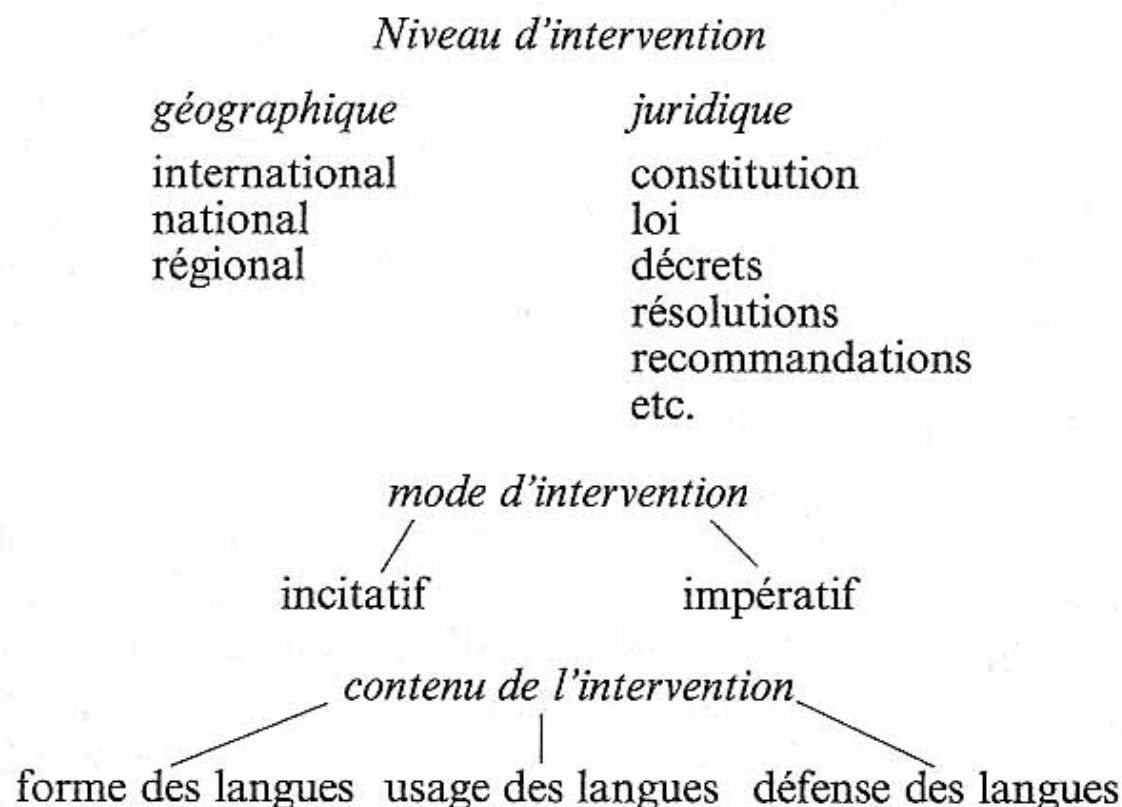 Niveau d'intervention
géographique juridique
international constitution
national loi
régional décrets
résolutions
recommandations
etc.
mode d'intervention
incitatif impératif
contenu de l'intervention
forme des langues usage des langues défense des langues